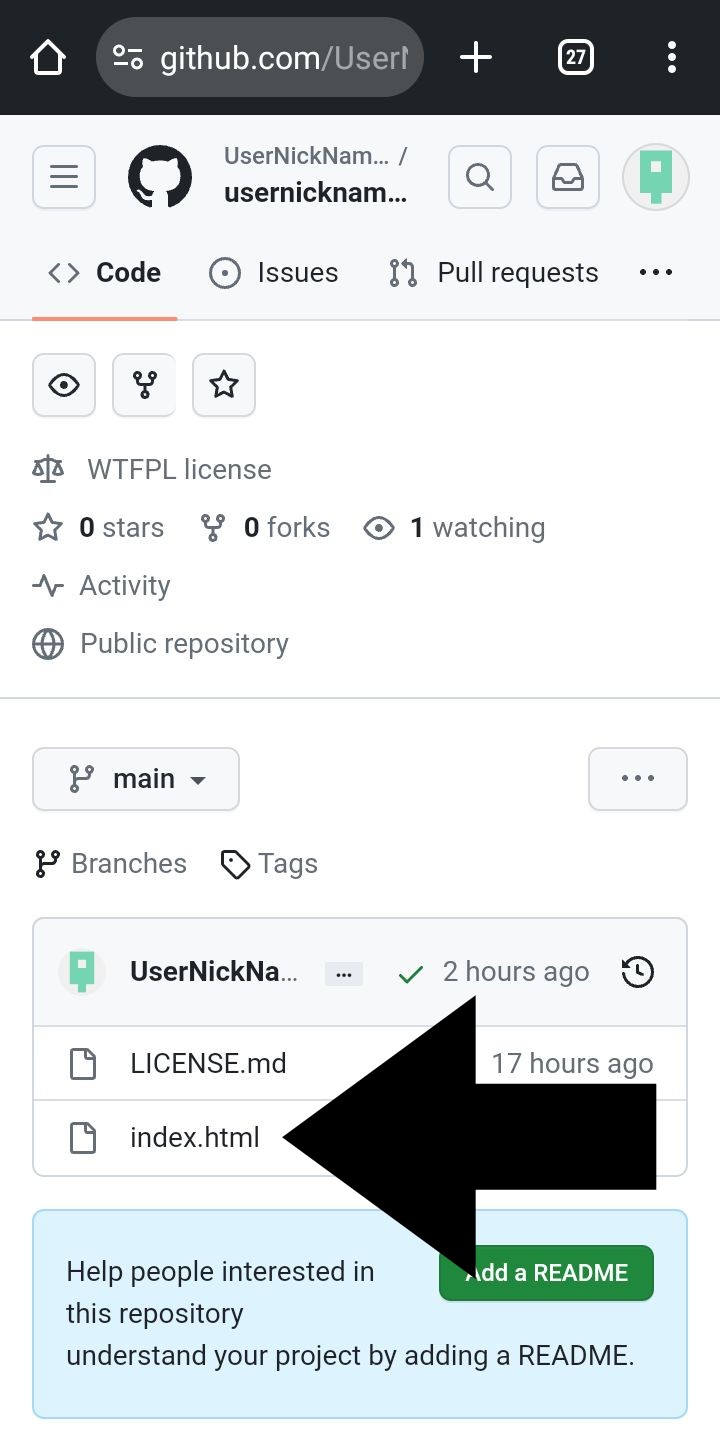 github.com/UserN
27
UserNickNam... /
usernicknam...
Code
Issues
Pull requests
WTFPL license
0 stars
0 forks
1 watching
Activity
Public repository
main
Branches
Tags
UserNickNa...
2 hours ago
LICENSE.md
17 hours ago
index.html
Help people interested in
this repository
understand your project by adding a README.
Add a README